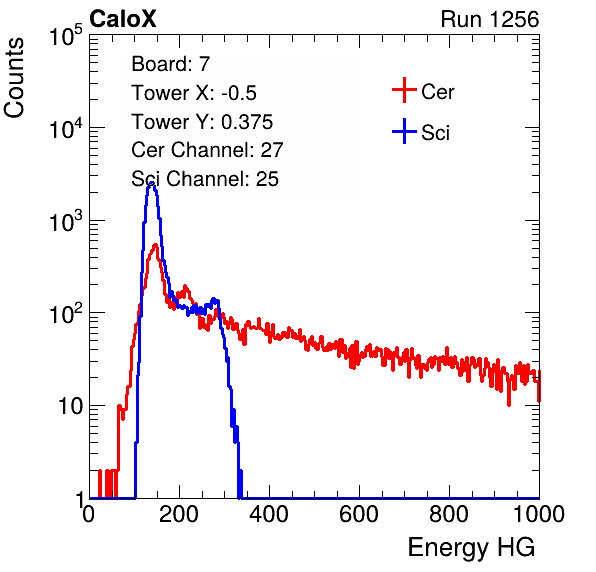 CaloX Run 1256
Counts
Board: 7
Tower X: -0.5
Tower Y: 0.375
Cer Channel: 27
Sci Channel: 25
Cer
Sci
10^5
10^4
10^3
10^2
10
1
0 200 400 600 800 1000
Energy HG